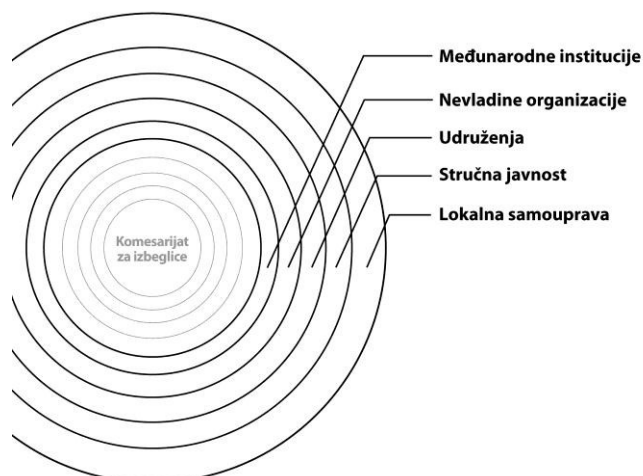 Međunarodne institucije
Nevladine organizacije
Udruženja
Stručna javnost
Lokalna samouprava
Komesarijat
za izbeglice